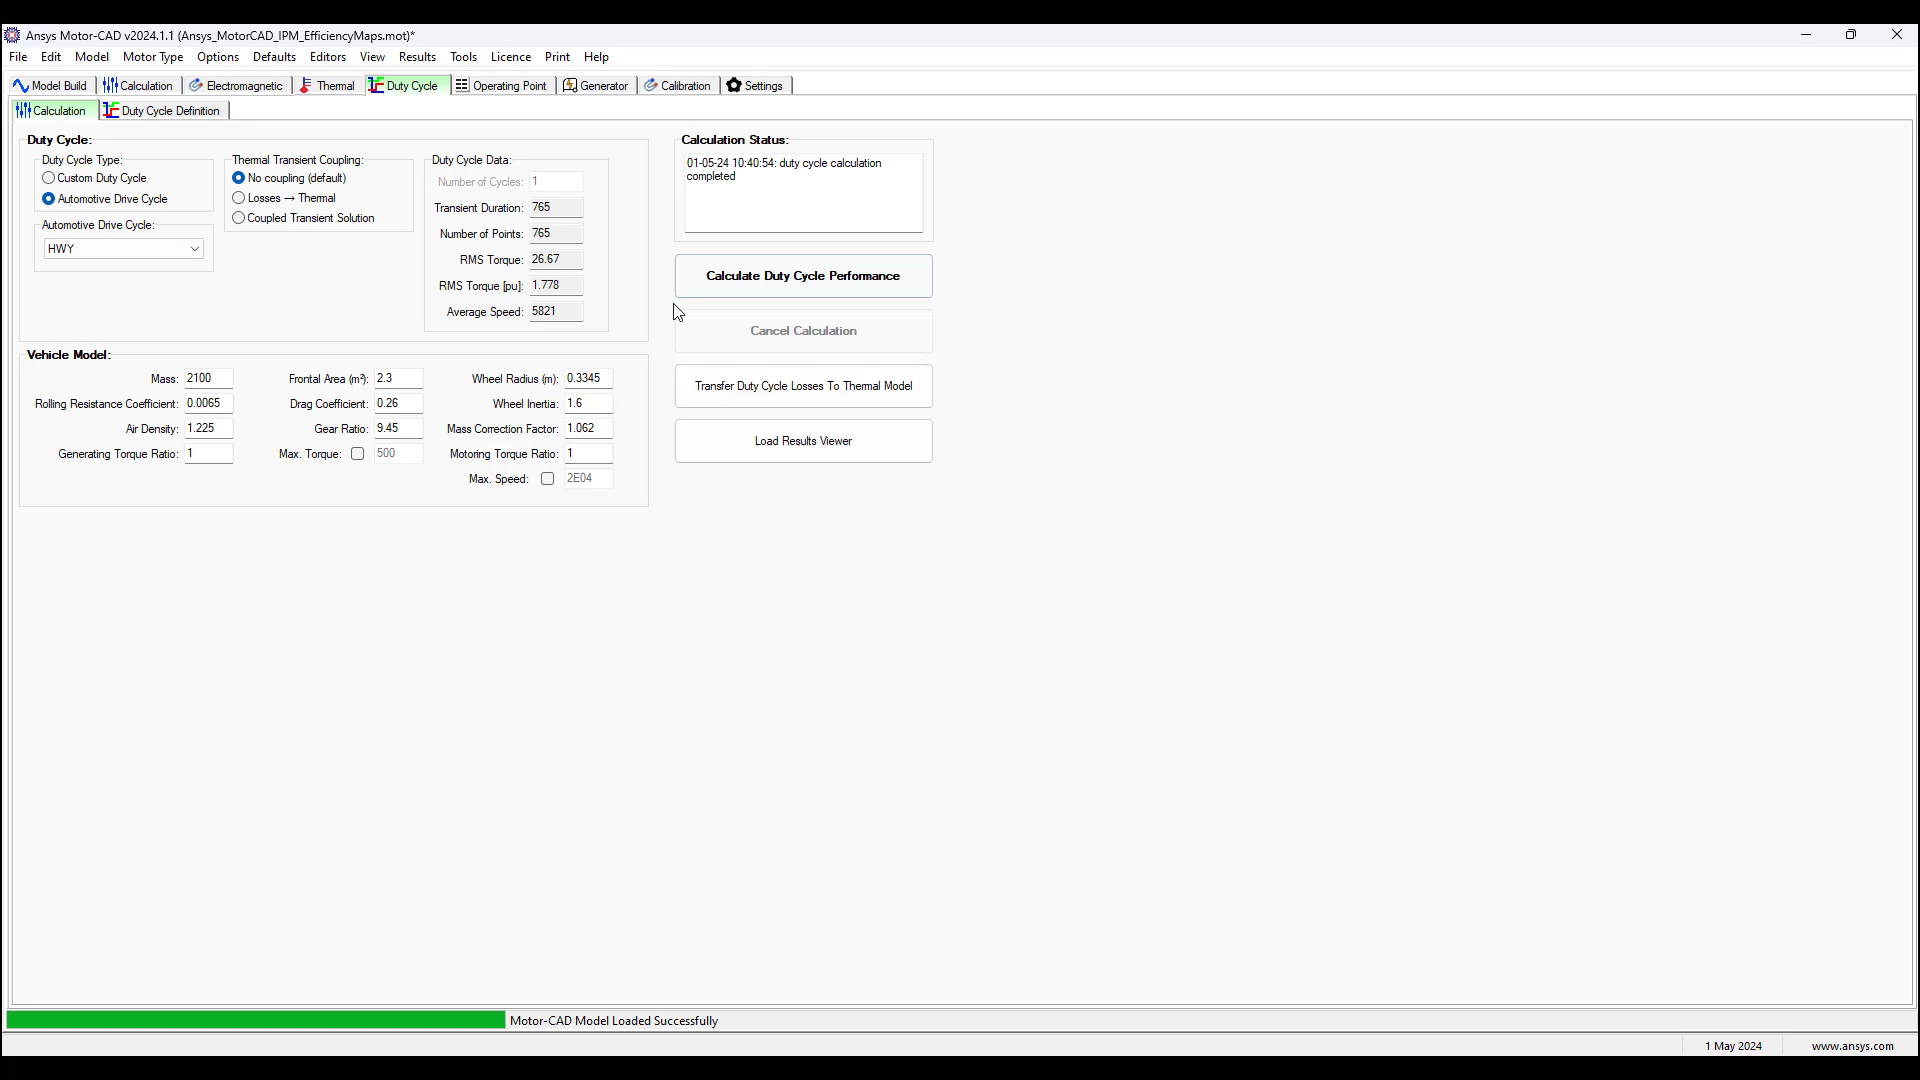 Ansys Motor-CAD v2024.1.1 (Ansys_MotorCAD_IPM_EfficiencyMaps.mot)*
File Edit Model Motor Type Options Defaults Editors View Results Tools Licence Print Help
Model Build Calculation Electromagnetic Thermal Duty Cycle Operating Point Generator Calibration Settings
Calculation Duty Cycle Definition
Duty Cycle:
Duty Cycle Type:
Custom Duty Cycle
Automotive Drive Cycle
Automotive Drive Cycle:
HWY
Thermal Transient Coupling:
No coupling (default)
Losses → Thermal
Coupled Transient Solution
Duty Cycle Data:
Number of Cycles: 1
Transient Duration: 765
Number of Points: 765
RMS Torque: 26.67
RMS Torque [pu]: 1.778
Average Speed: 5821
Vehicle Model:
Mass: 2100 Frontal Area (m²): 2.3 Wheel Radius (m): 0.3345
Rolling Resistance Coefficient: 0.0065 Drag Coefficient: 0.26 Wheel Inertia: 1.6
Air Density: 1.225 Gear Ratio: 9.45 Mass Correction Factor: 1.062
Generating Torque Ratio: 1 Max. Torque: 500 Motoring Torque Ratio: 1
Max. Speed: 2E04
Calculation Status:
01-05-24 10:40:54: duty cycle calculation
completed
Calculate Duty Cycle Performance
Cancel Calculation
Transfer Duty Cycle Losses To Thermal Model
Load Results Viewer
Motor-CAD Model Loaded Successfully
1 May 2024 www.ansys.com